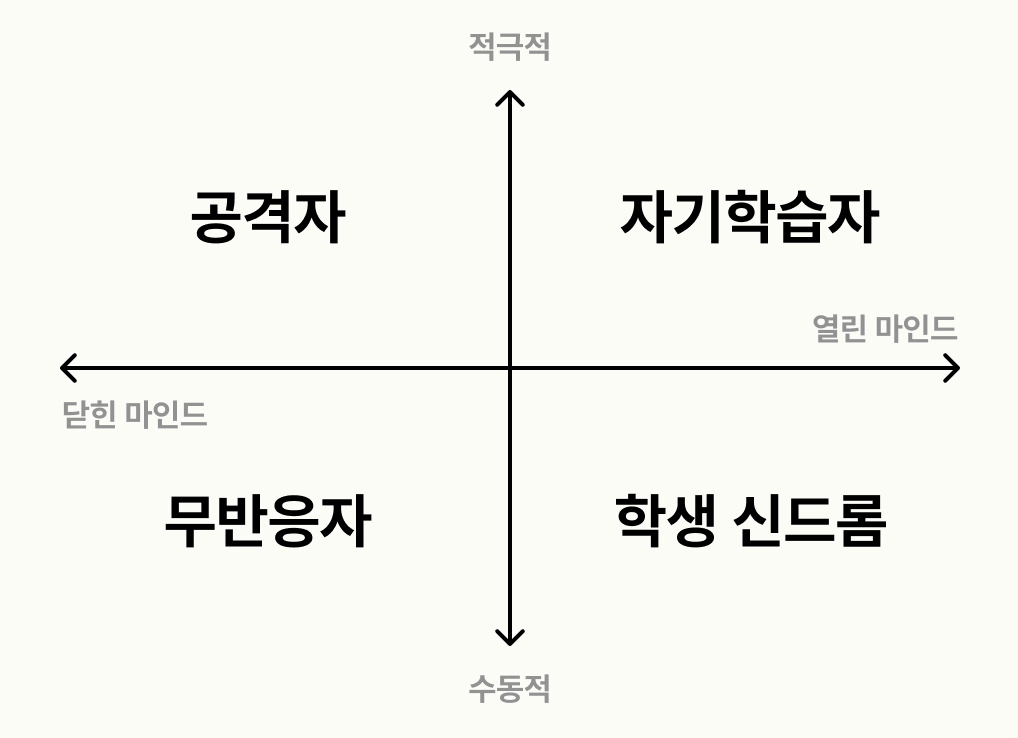 적극적
공격자
자기학습자
열린 마인드
닫힌 마인드
무반응자
학생 신드롬
수동적